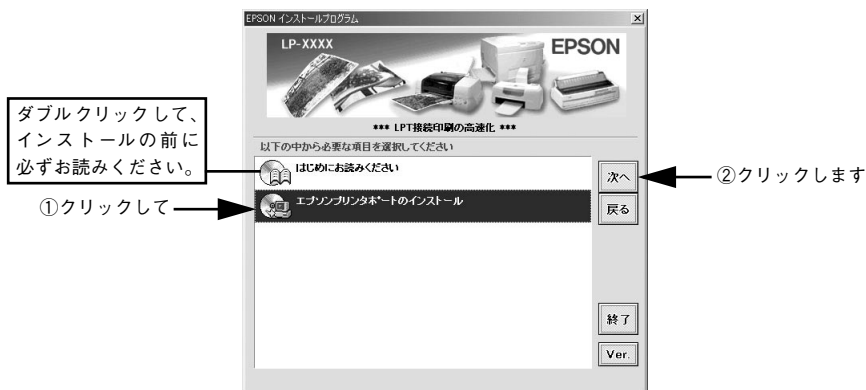 EPSON インストールプログラム
LP-XXXX
EPSON
*** LPT接続印刷の高速化 ***
以下の中から必要な項目を選択してください
ダブルクリックして、
インストールの前に
必ずお読みください。
はじめにお読みください
次へ
②クリックします
①クリックして
エプソンプリンタポートのインストール
戻る
終了
Ver.